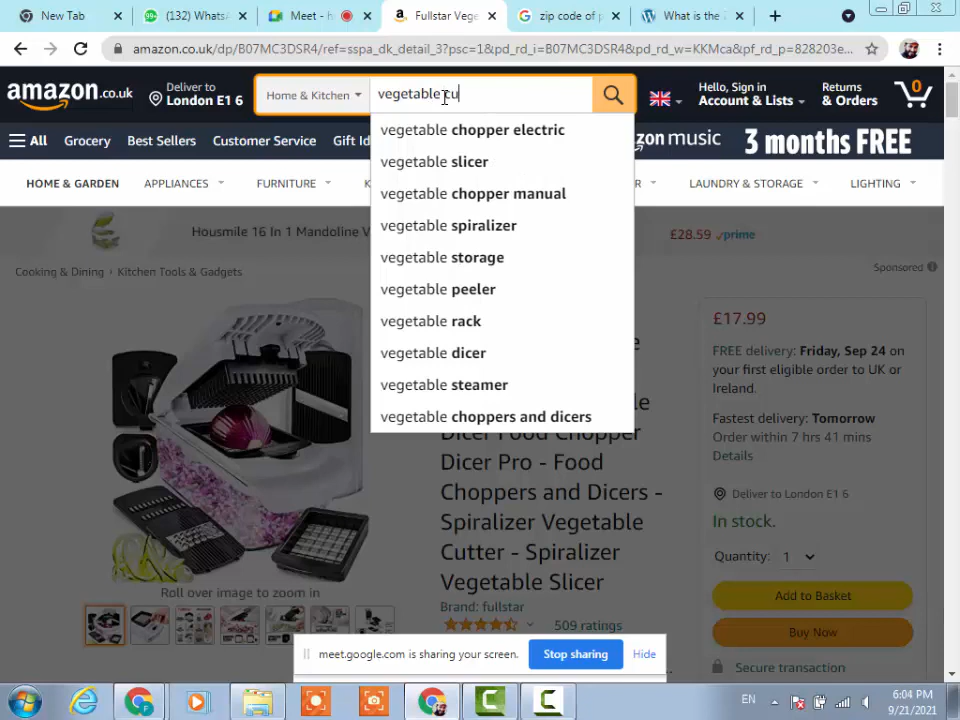 New Tab
(132) Whats
Meet - h
Fullstar Vege
zip code of p
What is the
amazon.co.uk/dp/B07MC3DSR4/ref=sspa_dk_detail_3?psc=1&pd_rd_i=B07MC3DSR4&pd_rd_w=KKMca&pf_rd_p=828203e...
amazon.co.uk
Deliver to
London E1 6
Home & Kitchen
vegetable cu
Hello, Sign in
Account & Lists
Returns
& Orders
0
All
Grocery
Best Sellers
Customer Service
Gift Id
zon music
3 months FREE
HOME & GARDEN
APPLIANCES
FURNITURE
K
R
LAUNDRY & STORAGE
LIGHTING
vegetable chopper electric
vegetable slicer
vegetable chopper manual
vegetable spiralizer
vegetable storage
vegetable peeler
vegetable rack
vegetable dicer
vegetable steamer
vegetable choppers and dicers
Housmile 16 In 1 Mandoline V
£28.59 prime
Cooking & Dining › Kitchen Tools & Gadgets
Sponsored
Dicer Food Chopper
Dicer Pro - Food
Choppers and Dicers -
Spiralizer Vegetable
Cutter - Spiralizer
Vegetable Slicer
Brand: fullstar
509 ratings
Roll over image to zoom in
£17.99
FREE delivery: Friday, Sep 24 on
your first eligible order to UK or
Ireland.
Fastest delivery: Tomorrow
Order within 7 hrs 41 mins
Details
Deliver to London E1 6
In stock.
Quantity: 1
Add to Basket
Buy Now
Secure transaction
meet.google.com is sharing your screen.
Stop sharing
Hide
EN
6:04 PM
9/21/2021